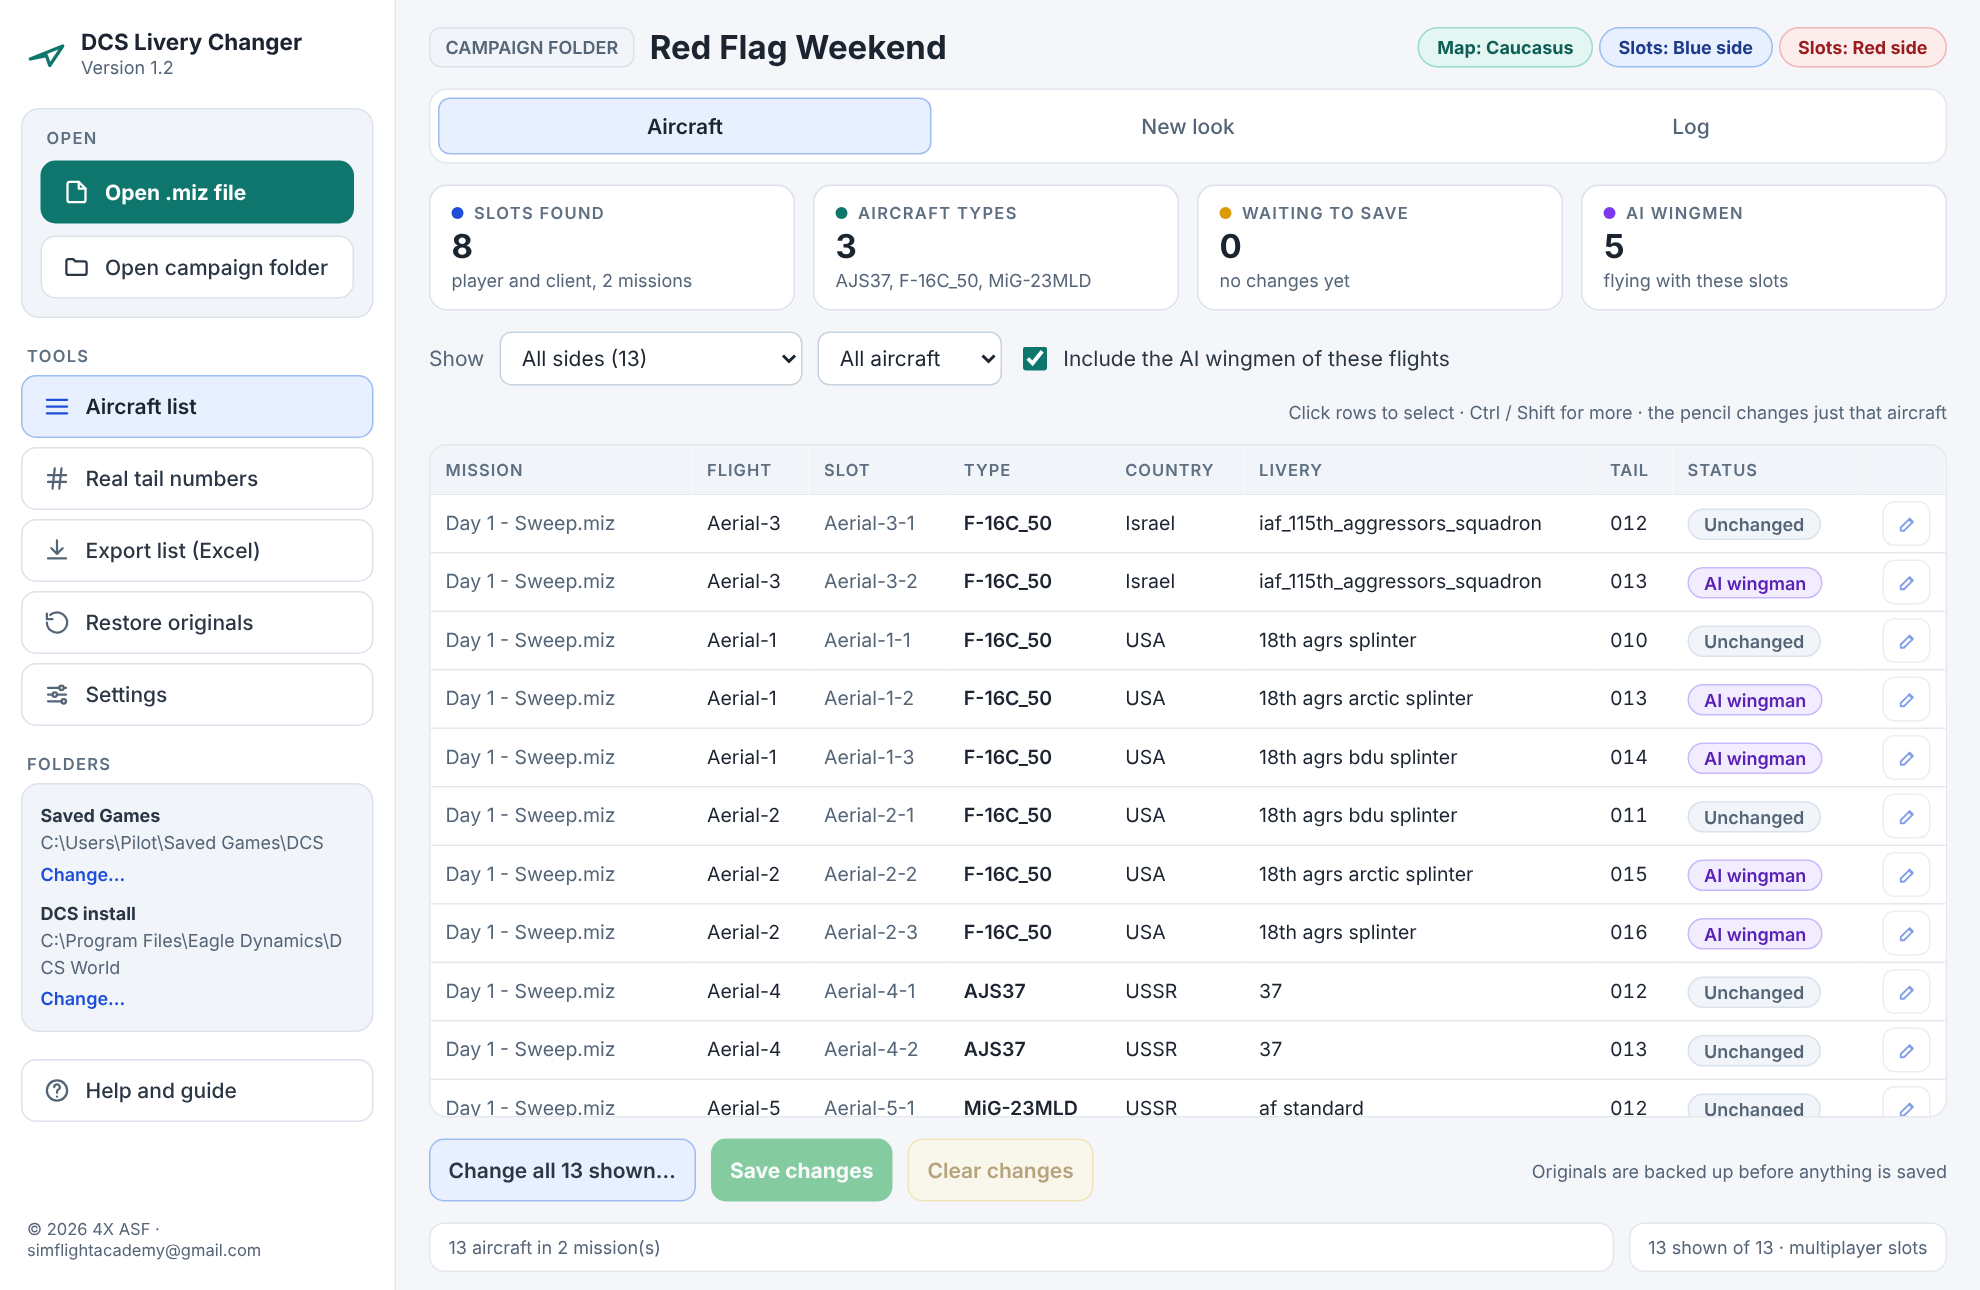 DCS Livery Changer
Version 1.2
OPEN
Open .miz file
Open campaign folder
TOOLS
Aircraft list
Real tail numbers
Export list (Excel)
Restore originals
Settings
FOLDERS
Saved Games
C:\Users\Pilot\Saved Games\DCS
Change...
DCS install
C:\Program Files\Eagle Dynamics\D
CS World
Change...
Help and guide
© 2026 4X ASF ·
simflightacademy@gmail.com
CAMPAIGN FOLDER Red Flag Weekend Map: Caucasus Slots: Blue side Slots: Red side
Aircraft New look Log
SLOTS FOUND
8
player and client, 2 missions
AIRCRAFT TYPES
3
AJS37, F-16C_50, MiG-23MLD
WAITING TO SAVE
0
no changes yet
AI WINGMEN
5
flying with these slots
Show All sides (13) All aircraft Include the AI wingmen of these flights
Click rows to select · Ctrl / Shift for more · the pencil changes just that aircraft
MISSION FLIGHT SLOT TYPE COUNTRY LIVERY TAIL STATUS
Day 1 - Sweep.miz Aerial-3 Aerial-3-1 F-16C_50 Israel iaf_115th_aggressors_squadron 012 Unchanged
Day 1 - Sweep.miz Aerial-3 Aerial-3-2 F-16C_50 Israel iaf_115th_aggressors_squadron 013 AI wingman
Day 1 - Sweep.miz Aerial-1 Aerial-1-1 F-16C_50 USA 18th agrs splinter 010 Unchanged
Day 1 - Sweep.miz Aerial-1 Aerial-1-2 F-16C_50 USA 18th agrs arctic splinter 013 AI wingman
Day 1 - Sweep.miz Aerial-1 Aerial-1-3 F-16C_50 USA 18th agrs bdu splinter 014 AI wingman
Day 1 - Sweep.miz Aerial-2 Aerial-2-1 F-16C_50 USA 18th agrs bdu splinter 011 Unchanged
Day 1 - Sweep.miz Aerial-2 Aerial-2-2 F-16C_50 USA 18th agrs arctic splinter 015 AI wingman
Day 1 - Sweep.miz Aerial-2 Aerial-2-3 F-16C_50 USA 18th agrs splinter 016 AI wingman
Day 1 - Sweep.miz Aerial-4 Aerial-4-1 AJS37 USSR 37 012 Unchanged
Day 1 - Sweep.miz Aerial-4 Aerial-4-2 AJS37 USSR 37 013 Unchanged
Day 1 - Sweep.miz Aerial-5 Aerial-5-1 MiG-23MLD USSR af standard 012 Unchanged
Change all 13 shown... Save changes Clear changes Originals are backed up before anything is saved
13 aircraft in 2 mission(s) 13 shown of 13 · multiplayer slots